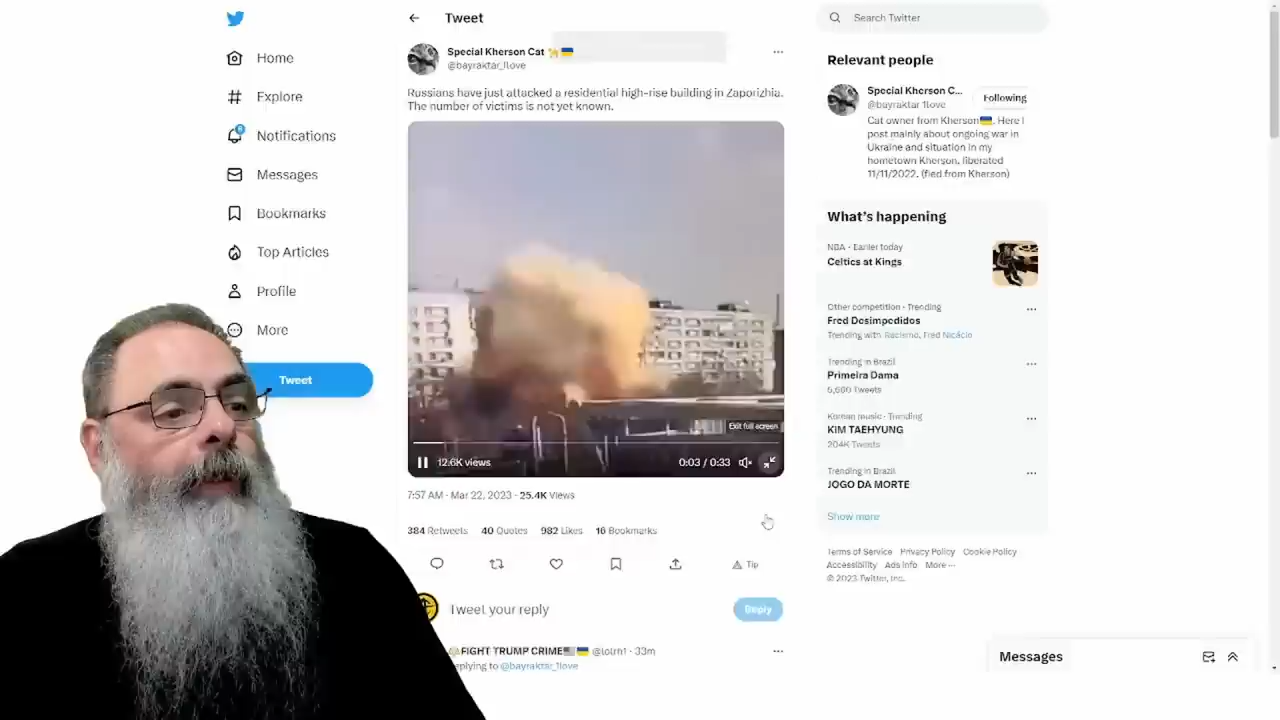 Tweet
Search Twitter
Home
Explore
Notifications
Messages
Bookmarks
Top Articles
Profile
More
Tweet
Special Kherson Cat
@bayraktar_1love
Russians have just attacked a residential high-rise building in Zaporizhia.
The number of victims is not yet known.
Exit full screen
12.6K views
0:03 / 0:33
7:57 AM · Mar 22, 2023 · 25.4K Views
384 Retweets 40 Quotes 982 Likes 16 Bookmarks
Tip
Tweet your reply
Reply
FIGHT TRUMP CRIME @lolrh1 · 33m
eplying to @bayraktar_1love
Relevant people
Special Kherson C...
@bayraktar_1love
Following
Cat owner from Kherson. Here I
post mainly about ongoing war in
Ukraine and situation in my
hometown Kherson, liberated
11/11/2022. (fled from Kherson)
What's happening
NBA · Earlier today
Celtics at Kings
Other competition · Trending
Fred Desimpedidos
Trending with Racismo, Fred Nicácio
Trending in Brazil
Primeira Dama
5,680 Tweets
Korean music · Trending
KIM TAEHYUNG
204K Tweets
Trending in Brazil
JOGO DA MORTE
Show more
Terms of Service Privacy Policy Cookie Policy
Accessibility Ads info More ···
© 2023 Twitter, Inc.
Messages